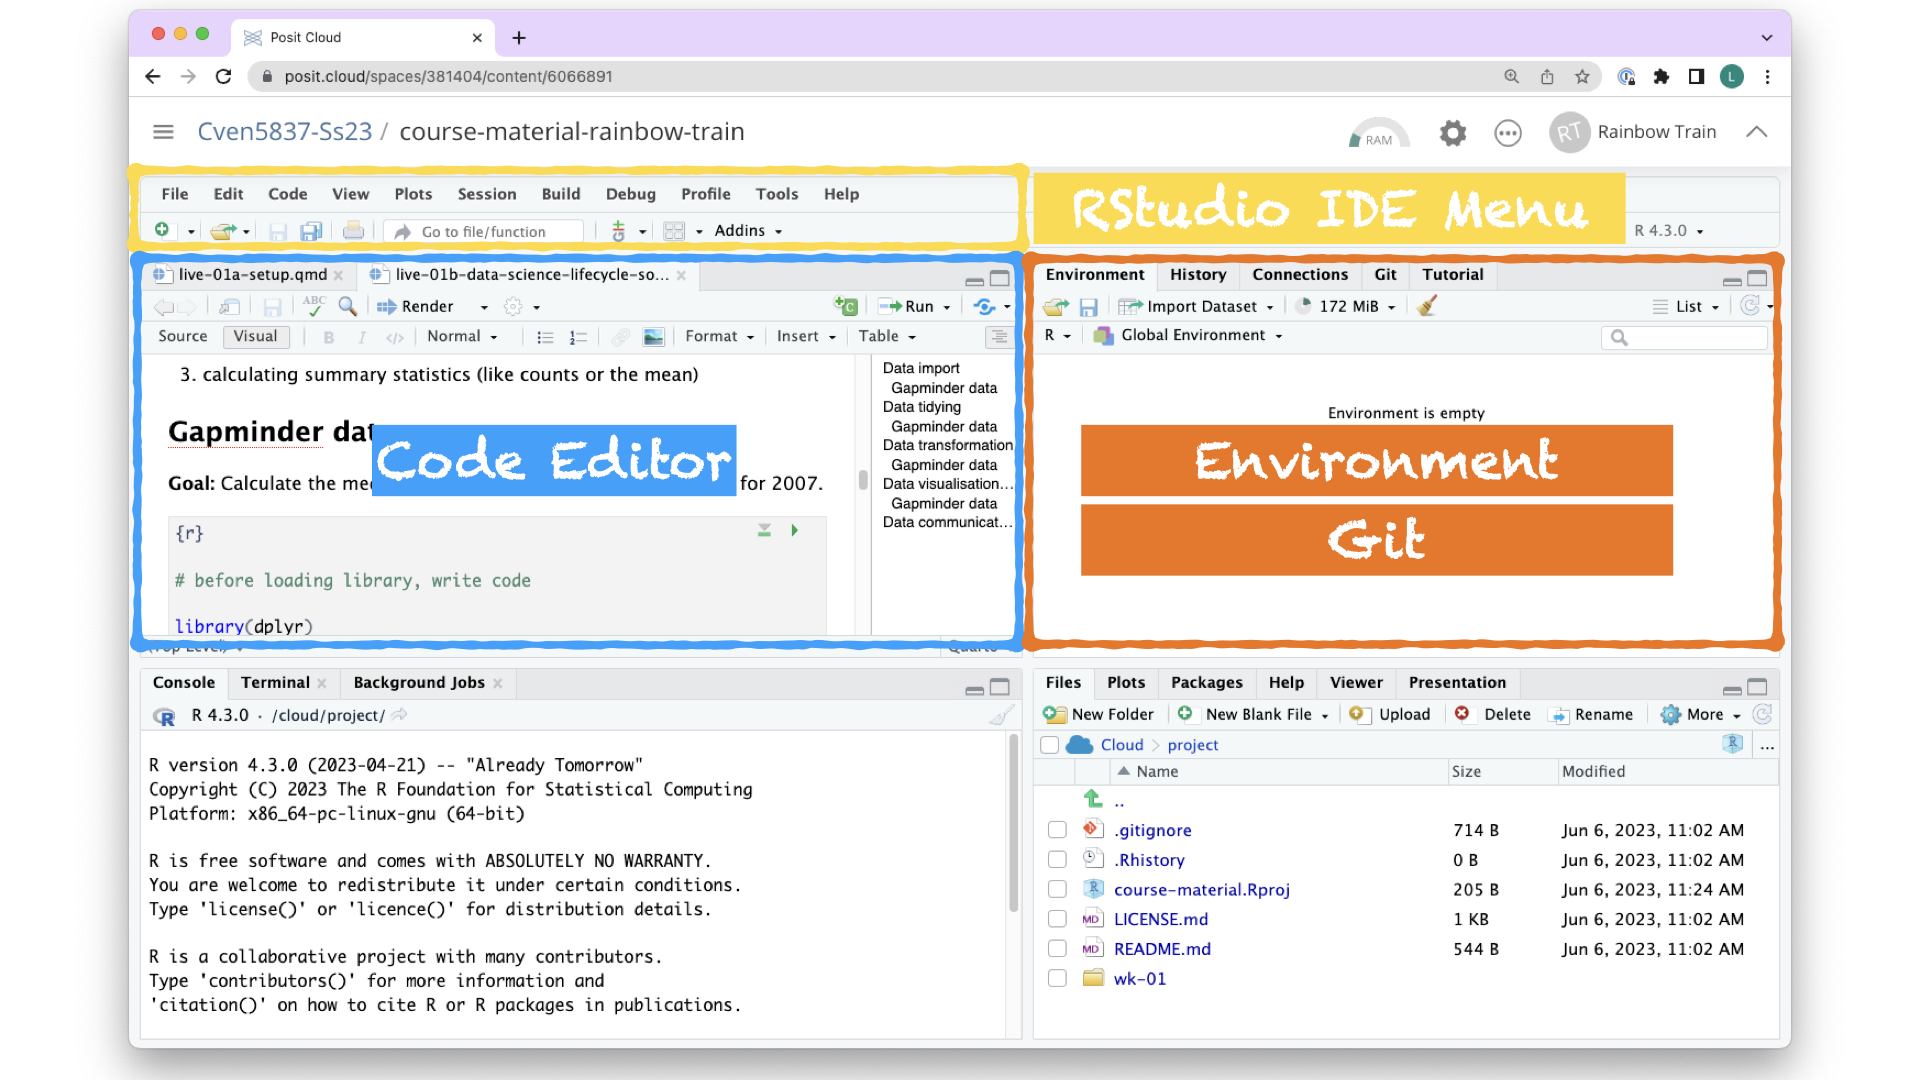 Posit Cloud
posit.cloud/spaces/381404/content/6066891
L
Cven5837-Ss23 / course-material-rainbow-train
RAM
RT
Rainbow Train
File Edit Code View Plots Session Build Debug Profile Tools Help
RStudio IDE Menu
Go to file/function
Addins
R 4.3.0
live-01a-setup.qmd
live-01b-data-science-lifecycle-so...
ABC
Render
Run
Source Visual B I </> Normal Format Insert Table
3. calculating summary statistics (like counts or the mean)
Gapminder dat
Code Editor
Goal: Calculate the me
for 2007.
{r}
# before loading library, write code
library(dplyr)
Data import
Gapminder data
Data tidying
Gapminder data
Data transformation
Gapminder data
Data visualisation...
Gapminder data
Data communicat...
(Top Level)
Quarto
Environment History Connections Git Tutorial
Import Dataset 172 MiB List
R Global Environment
Environment is empty
Environment
Git
Console Terminal Background Jobs
R 4.3.0 · /cloud/project/
R version 4.3.0 (2023-04-21) -- "Already Tomorrow"
Copyright (C) 2023 The R Foundation for Statistical Computing
Platform: x86_64-pc-linux-gnu (64-bit)
R is free software and comes with ABSOLUTELY NO WARRANTY.
You are welcome to redistribute it under certain conditions.
Type 'license()' or 'licence()' for distribution details.
R is a collaborative project with many contributors.
Type 'contributors()' for more information and
'citation()' on how to cite R or R packages in publications.
Files Plots Packages Help Viewer Presentation
New Folder New Blank File Upload Delete Rename More
Cloud > project
...
Name Size Modified
..
.gitignore 714 B Jun 6, 2023, 11:02 AM
.Rhistory 0 B Jun 6, 2023, 11:02 AM
course-material.Rproj 205 B Jun 6, 2023, 11:24 AM
LICENSE.md 1 KB Jun 6, 2023, 11:02 AM
README.md 544 B Jun 6, 2023, 11:02 AM
wk-01